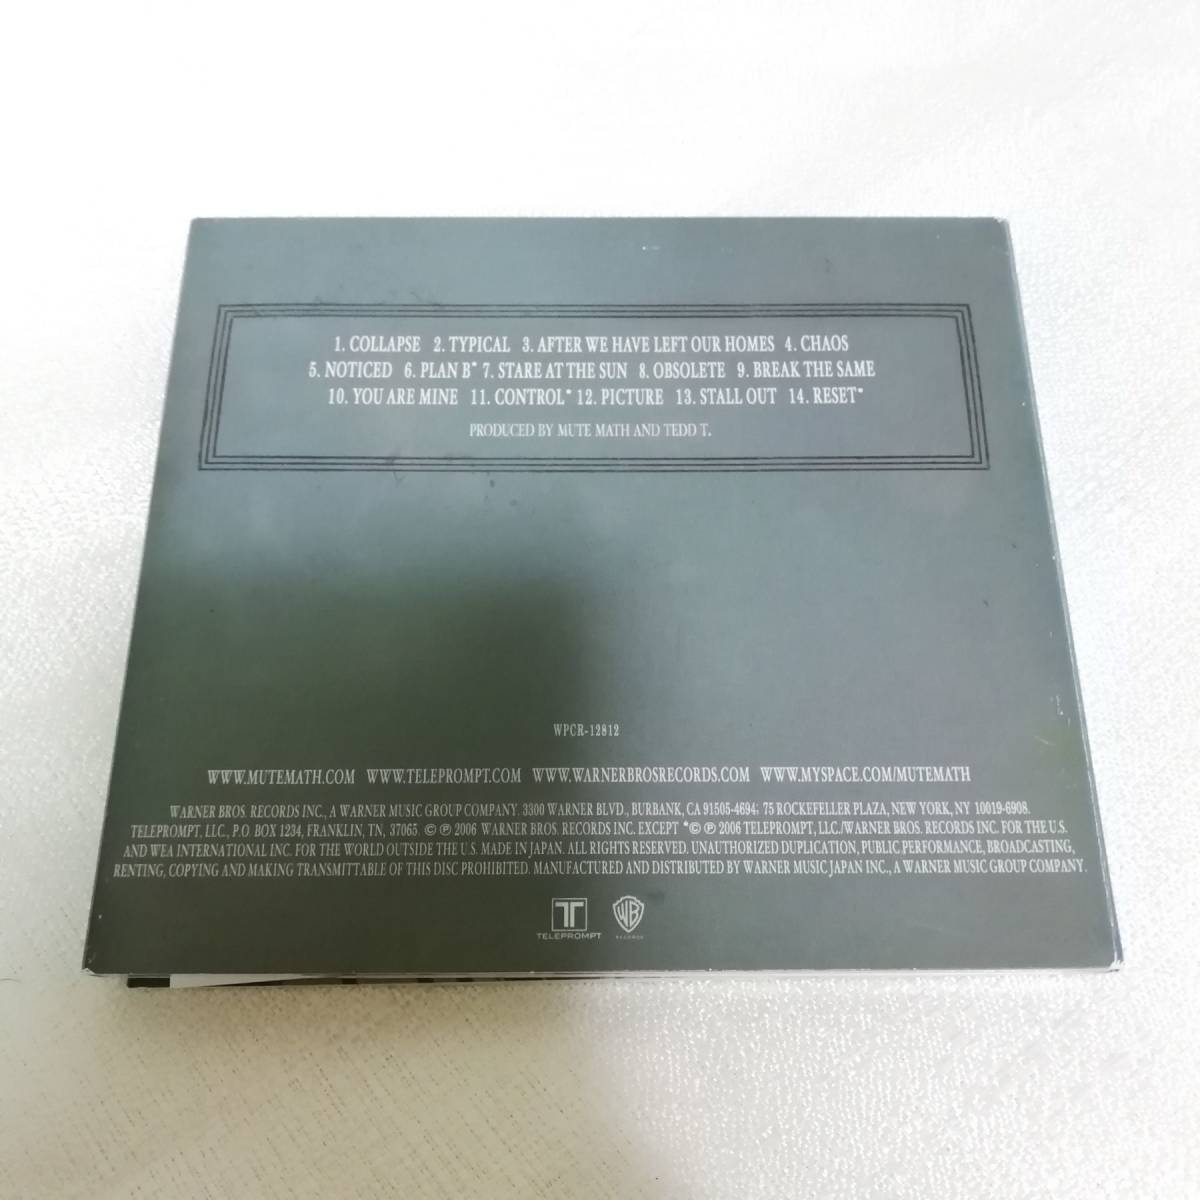 1. COLLAPSE 2. TYPICAL 3. AFTER WE HAVE LEFT OUR HOMES 4. CHAOS
5. NOTICED 6. PLAN B* 7. STARE AT THE SUN 8. OBSOLETE 9. BREAK THE SAME
10. YOU ARE MINE 11. CONTROL* 12. PICTURE 13. STALL OUT 14. RESET*
PRODUCED BY MUTE MATH AND TEDD T.
WPCR-12812
WWW.MUTEMATH.COM WWW.TELEPROMPT.COM WWW.WARNERBROSRECORDS.COM WWW.MYSPACE.COM/MUTEMATH
WARNER BROS. RECORDS INC., A WARNER MUSIC GROUP COMPANY. 3300 WARNER BLVD., BURBANK, CA 91505-4694; 75 ROCKEFELLER PLAZA, NEW YORK, NY 10019-6908.
TELEPROMPT, LLC., P.O. BOX 1234, FRANKLIN, TN, 37065 ©℗ 2006 WARNER BROS. RECORDS INC. EXCEPT *©℗ 2006 TELEPROMPT, LLC./WARNER BROS. RECORDS INC. FOR THE U.S.
AND WEA INTERNATIONAL INC. FOR THE WORLD OUTSIDE THE U.S. MADE IN JAPAN. ALL RIGHTS RESERVED. UNAUTHORIZED DUPLICATION, PUBLIC PERFORMANCE, BROADCASTING,
RENTING, COPYING AND MAKING TRANSMITTABLE OF THIS DISC PROHIBITED. MANUFACTURED AND DISTRIBUTED BY WARNER MUSIC JAPAN INC., A WARNER MUSIC GROUP COMPANY.
TELEPROMPT
WB
RECORDS